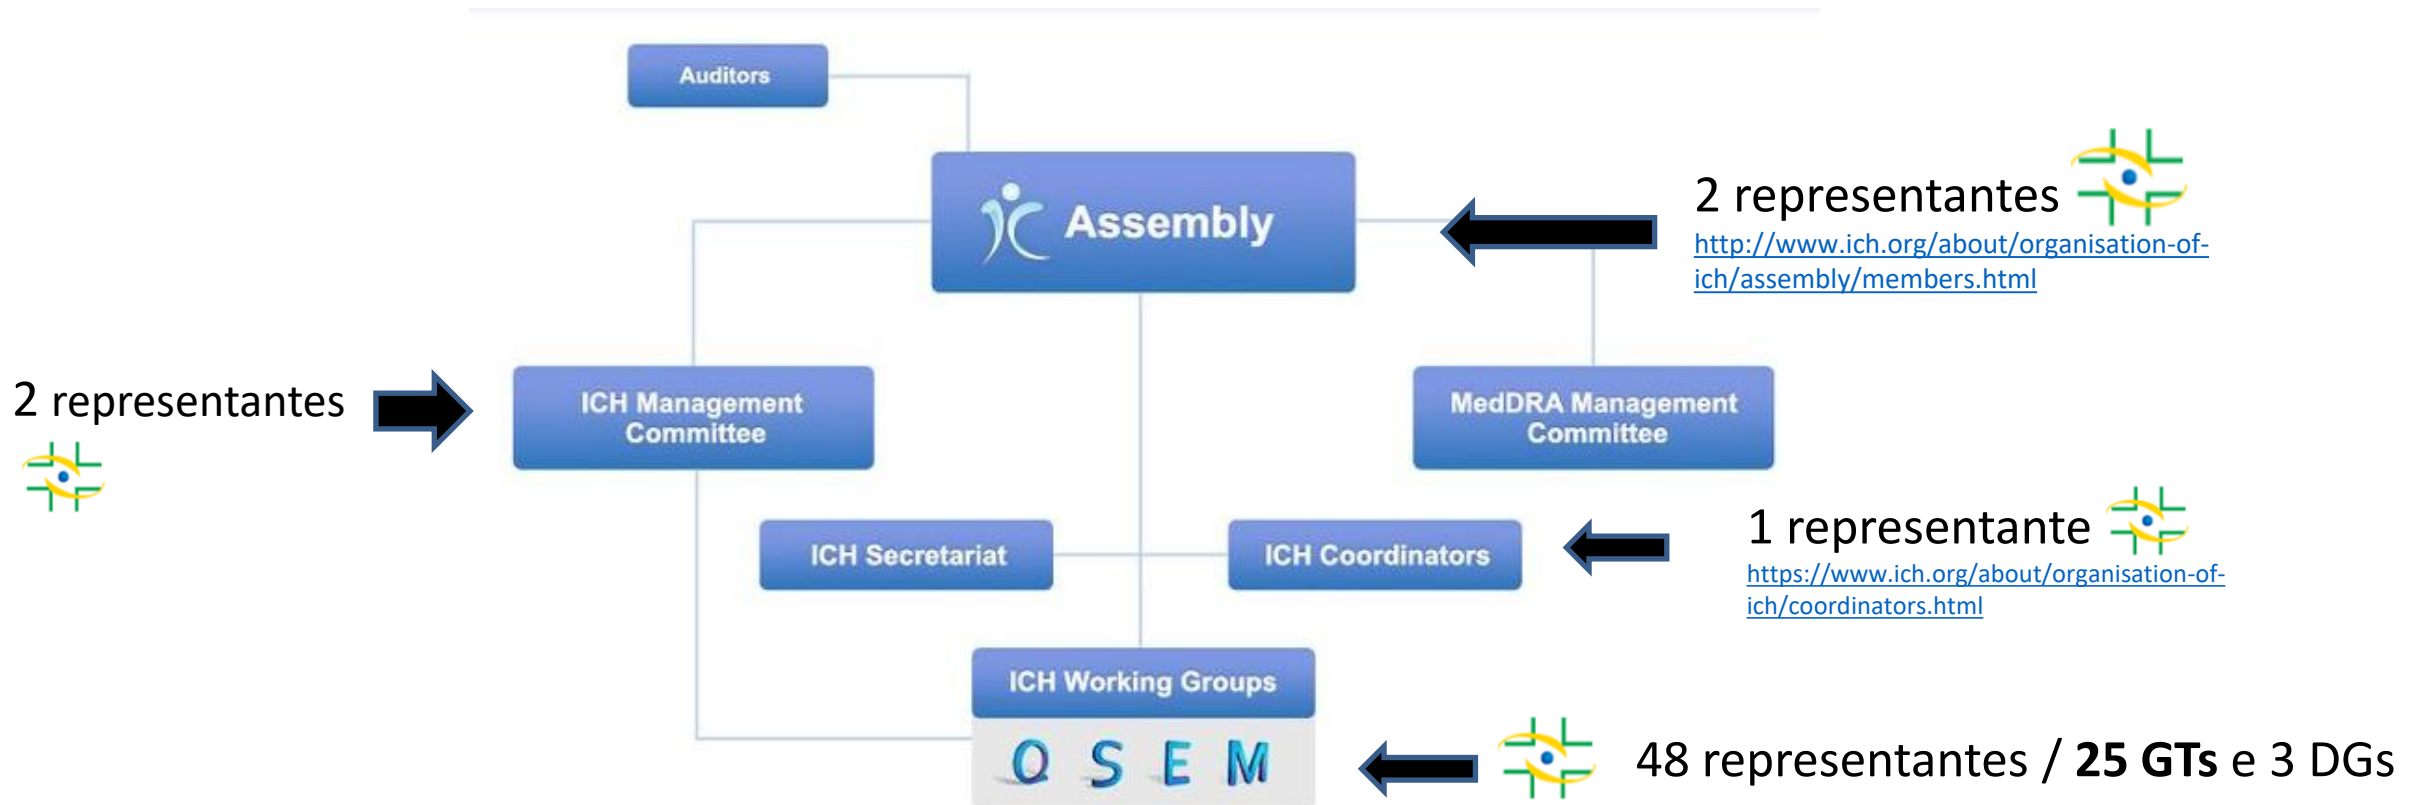 Auditors
Assembly
2 representantes
http://www.ich.org/about/organisation-of-
ich/assembly/members.html
2 representantes
ICH Management
Committee
MedDRA Management
Committee
ICH Secretariat
ICH Coordinators
1 representante
https://www.ich.org/about/organisation-of-
ich/coordinators.html
ICH Working Groups
Q S E M
48 representantes / 25 GTs e 3 DGs